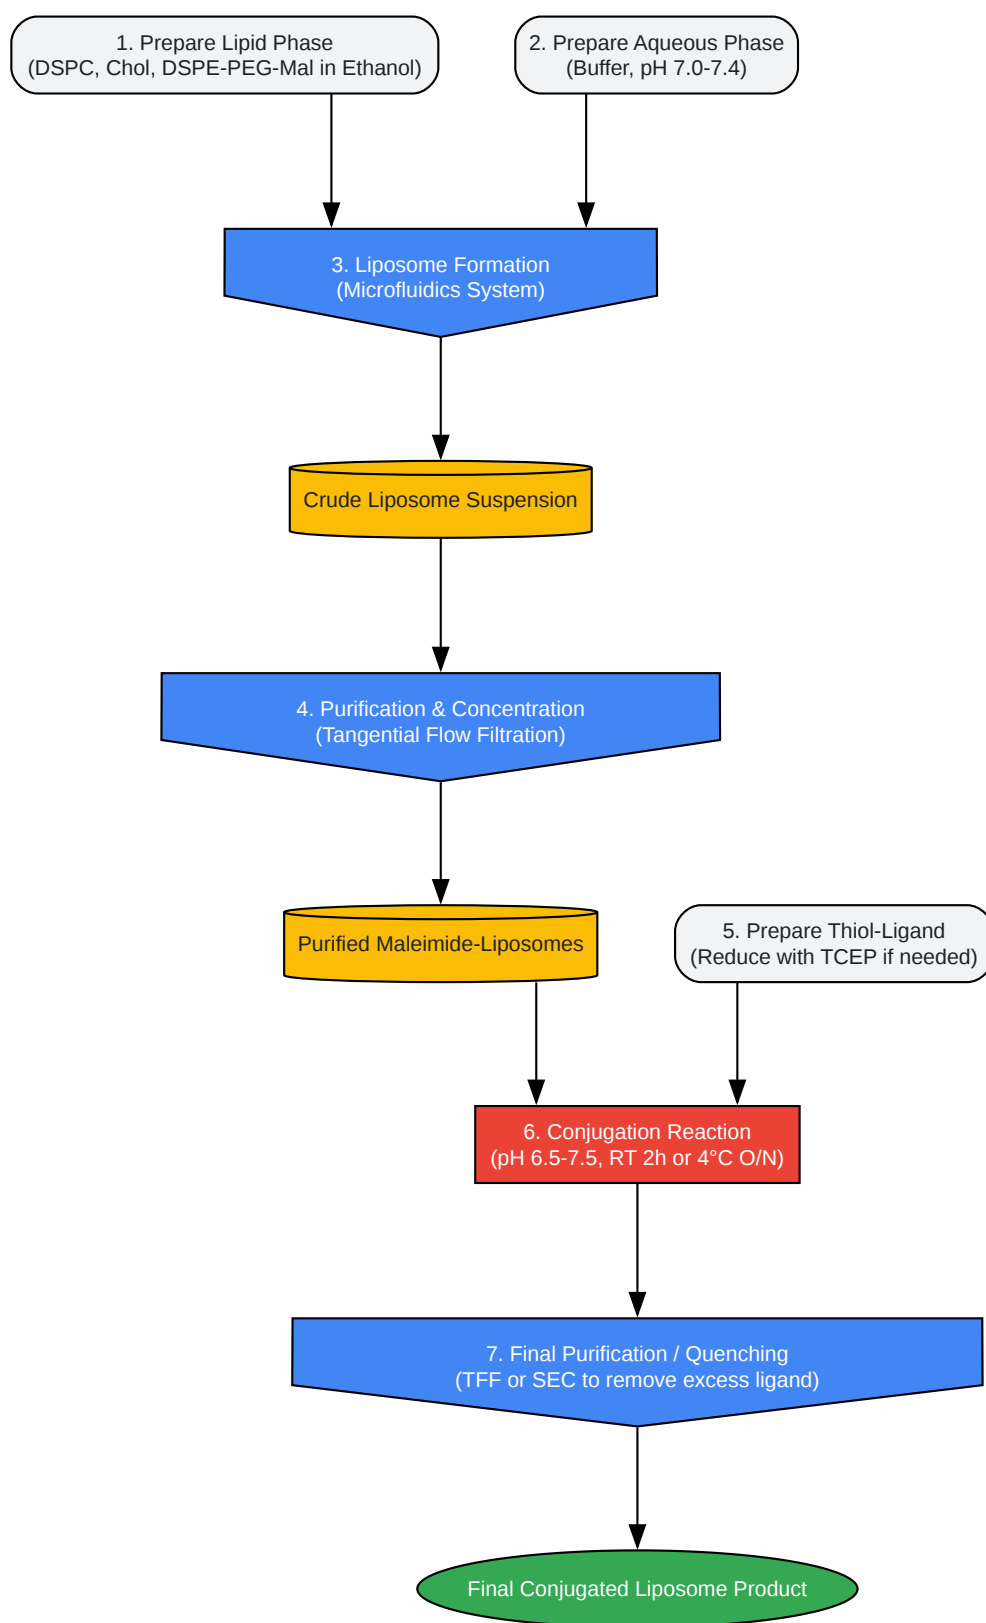 1. Prepare Lipid Phase
(DSPC, Chol, DSPE-PEG-Mal in Ethanol)
2. Prepare Aqueous Phase
(Buffer, pH 7.0-7.4)
3. Liposome Formation
(Microfluidics System)
Crude Liposome Suspension
4. Purification & Concentration
(Tangential Flow Filtration)
Purified Maleimide-Liposomes
5. Prepare Thiol-Ligand
(Reduce with TCEP if needed)
6. Conjugation Reaction
(pH 6.5-7.5, RT 2h or 4°C O/N)
7. Final Purification / Quenching
(TFF or SEC to remove excess ligand)
Final Conjugated Liposome Product